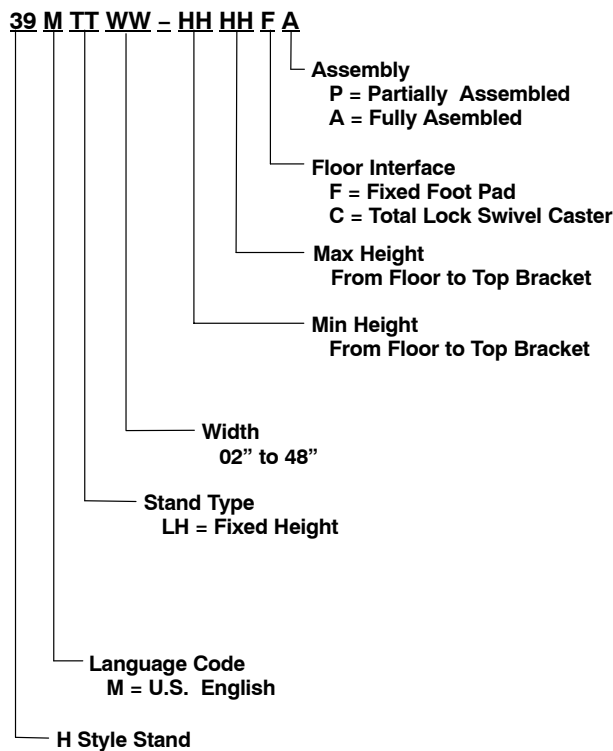 39 M TT WW – HH HH F A
Assembly
P = Partially Assembled
A = Fully Asembled
Floor Interface
F = Fixed Foot Pad
C = Total Lock Swivel Caster
Max Height
From Floor to Top Bracket
Min Height
From Floor to Top Bracket
Width
02” to 48”
Stand Type
LH = Fixed Height
Language Code
M = U.S. English
H Style Stand